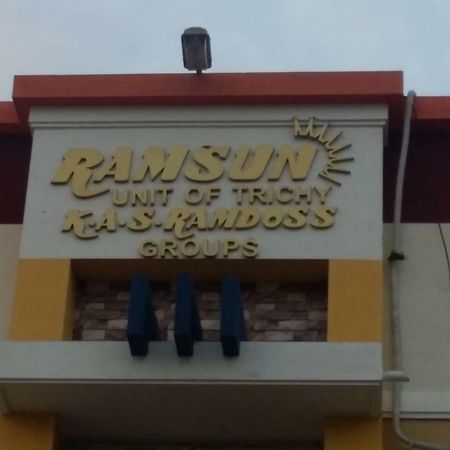 RAMSUN
UNIT OF TRICHY
K.A.S.RAMDOSS
GROUPS